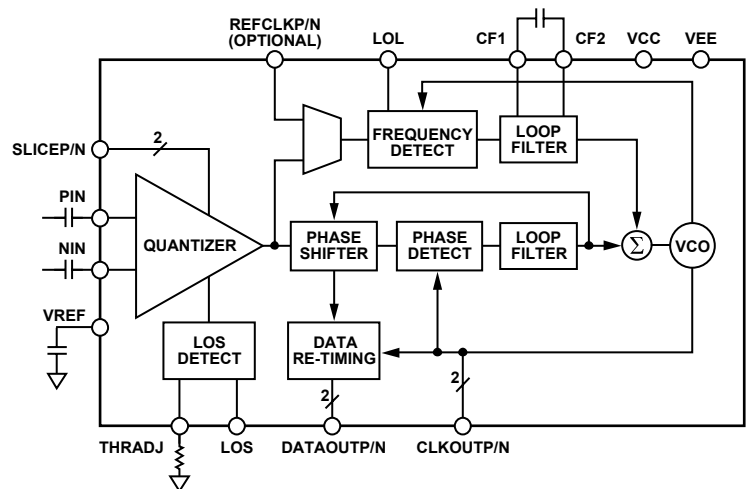 REFCLKP/N
(OPTIONAL)
LOL
CF1
CF2
VCC
VEE
SLICEP/N
2
FREQUENCY
DETECT
LOOP
FILTER
PIN
NIN
QUANTIZER
PHASE
SHIFTER
PHASE
DETECT
LOOP
FILTER
Σ
VCO
VREF
LOS
DETECT
DATA
RE-TIMING
2
2
THRADJ
LOS
DATAOUTP/N
CLKOUTP/N